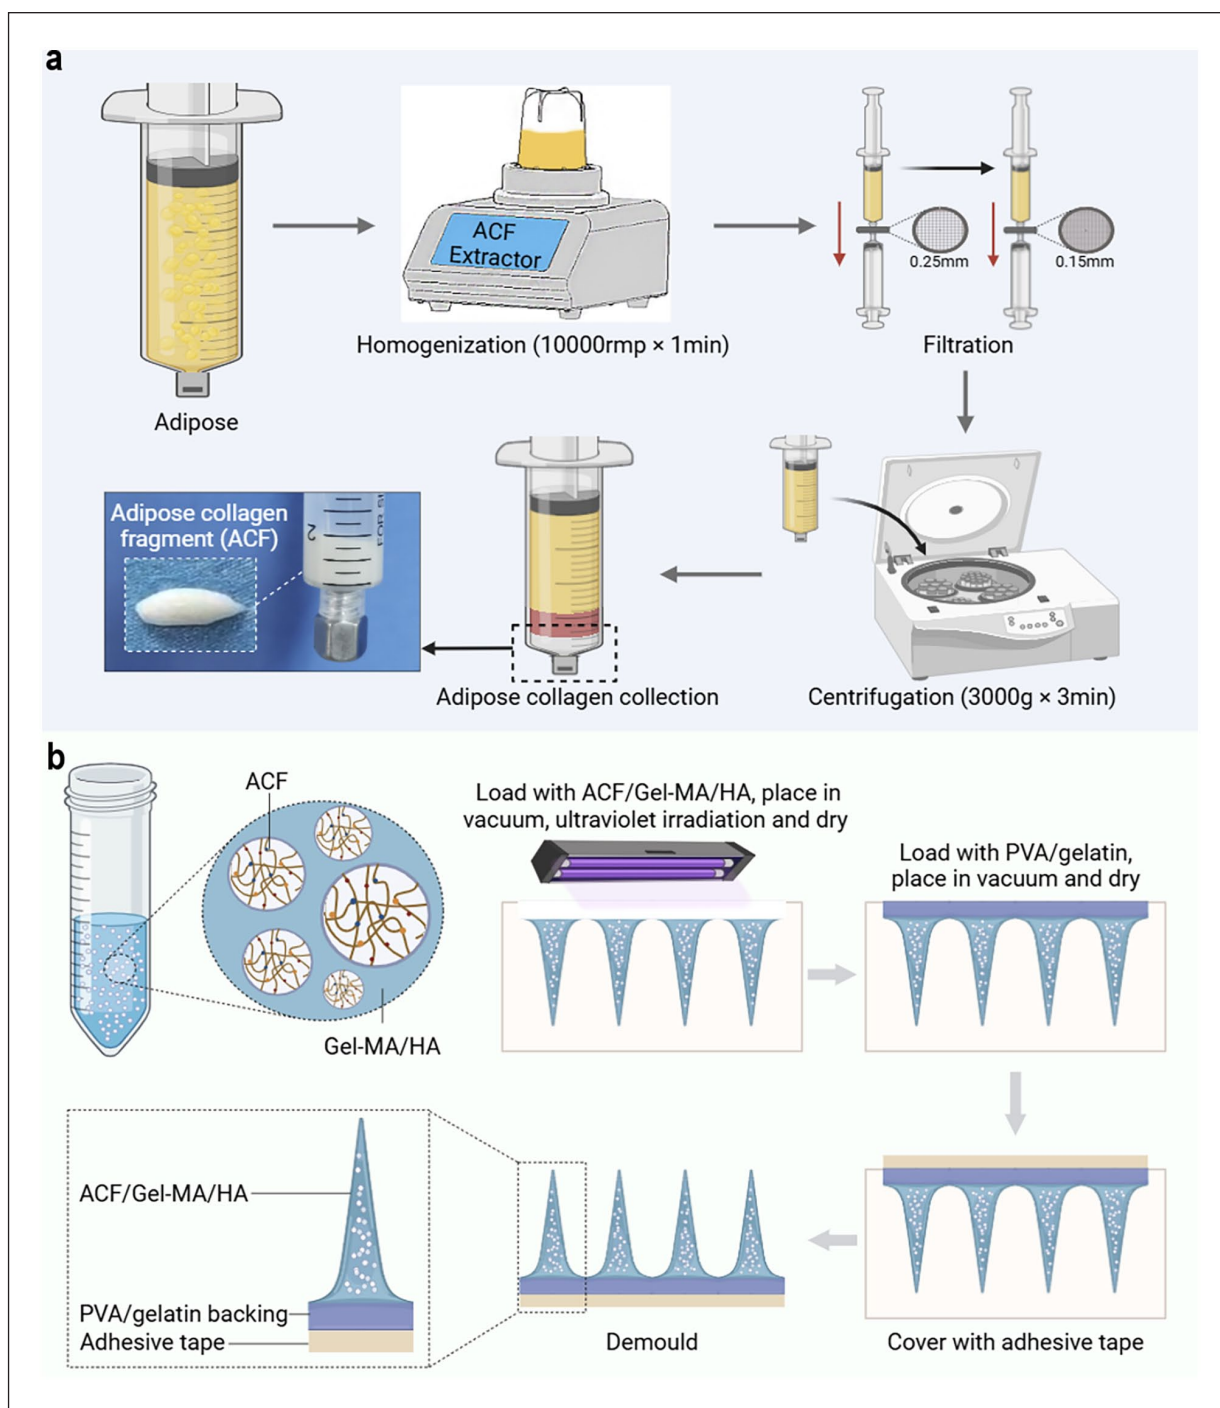 a
ACF
Extractor
0.25mm
0.15mm
Homogenization (10000rmp × 1min)
Filtration
Adipose
Adipose collagen
fragment (ACF)
2
FOR SI
Adipose collagen collection
Centrifugation (3000g × 3min)
b
ACF
Gel-MA/HA
Load with ACF/Gel-MA/HA, place in
vacuum, ultraviolet irradiation and dry
Load with PVA/gelatin,
place in vacuum and dry
ACF/Gel-MA/HA
PVA/gelatin backing
Adhesive tape
Demould
Cover with adhesive tape